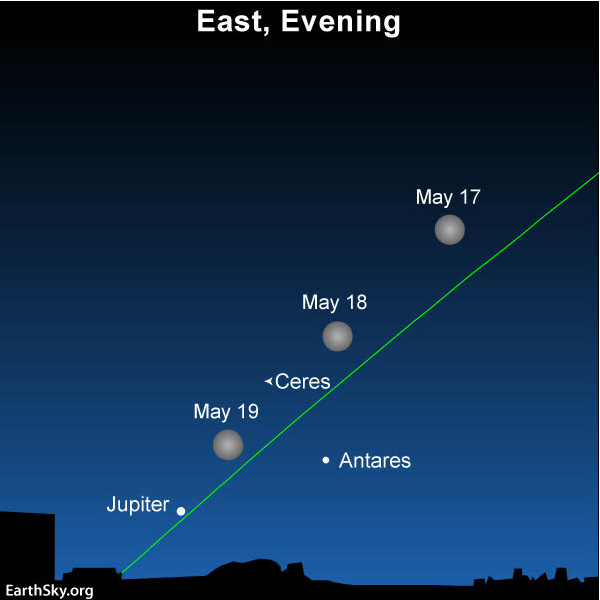 East, Evening
May 17
May 18
Ceres
May 19
Antares
Jupiter
EarthSky.org